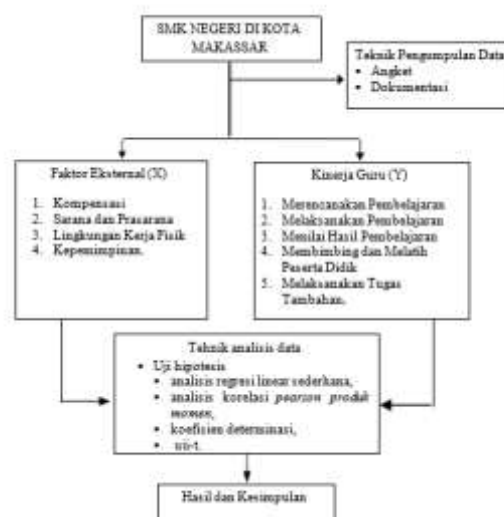 SMK NEGERI DI KOTA
MAKASSAR
Teknik Pengumpulan Data
▪ Angket
▪ Dokumentasi
Faktor Eksternal (X)
1. Kompensasi
2. Sarana dan Prasarana
3. Lingkungan Kerja Fisik
4. Kepemimpinan.
Kinerja Guru (Y)
1. Merencanakan Pembelajaran
2. Melaksanakan Pembelajaran
3. Menilai Hasil Pembelajaran
4. Membimbing dan Melatih
Peserta Didik
5. Melaksanakan Tugas
Tambahan.
Tehnik analisis data
• Uji hipotesis
▪ analisis regresi linear sederhana,
▪ analisis korelasi pearson produk
momen,
▪ koefisien determinasi,
▪ uji-t.
Hasil dan Kesimpulan